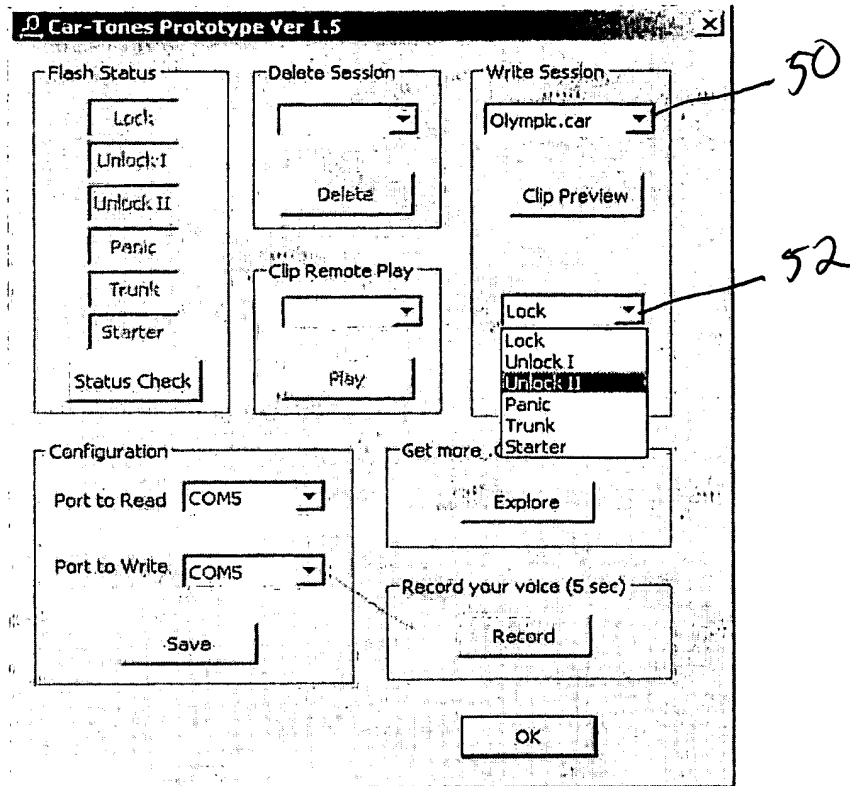 Car-Tones Prototype Ver 1.5
Flash Status
Lock
Unlock I
Unlock II
Panic
Trunk
Starter
Status Check
Delete Session
Delete
Clip Remote Play
Play
Write Session
Olympic.car
Clip Preview
Lock
Lock
Unlock I
Unlock II
Panic
Trunk
Starter
50
52
Configuration
Port to Read COM5
Port to Write COM5
Save
Get more
Explore
Record your voice (5 sec)
Record
OK